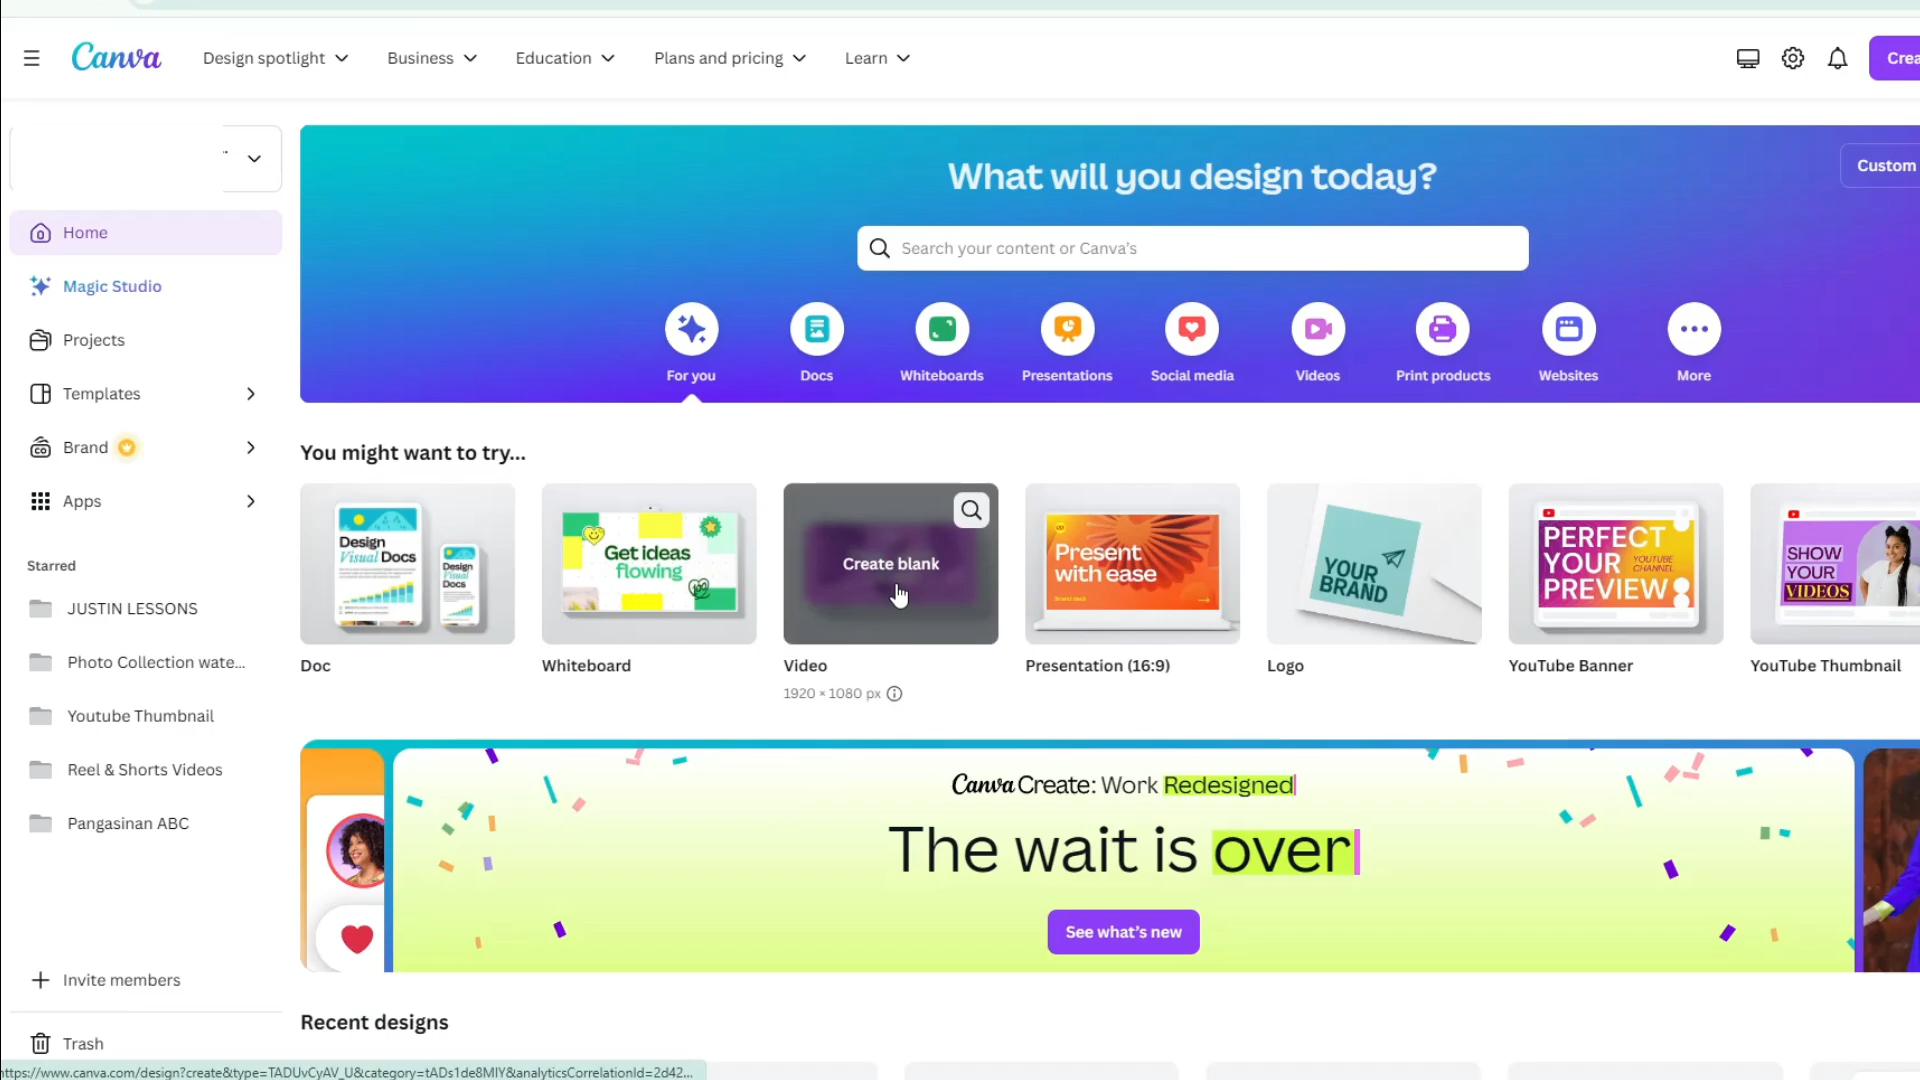 Canva
Design spotlight
Business
Education
Plans and pricing
Learn
Crea
Home
Magic Studio
Projects
Templates
Brand
Apps
Starred
JUSTIN LESSONS
Photo Collection wate...
Youtube Thumbnail
Reel & Shorts Videos
Pangasinan ABC
Invite members
Trash
What will you design today?
Custom
Search your content or Canva's
For you
Docs
Whiteboards
Presentations
Social media
Videos
Print products
Websites
More
You might want to try...
Design
Visual Docs
Design
Visual
Docs
Doc
Get ideas
flowing
Whiteboard
Create blank
Video
1920 × 1080 px
Present
with ease
Presentation (16:9)
YOUR
BRAND
Logo
PERFECT
YOUR
PREVIEW
YOUTUBE
CHANNEL
YouTube Banner
SHOW
YOUR
VIDEOS
YouTube Thumbnail
Canva Create: Work Redesigned
The wait is over
See what's new
Recent designs
https://www.canva.com/design?create&type=TADUvCyAV_U&category=tADs1de8MIY&analyticsCorrelationId=2d42...